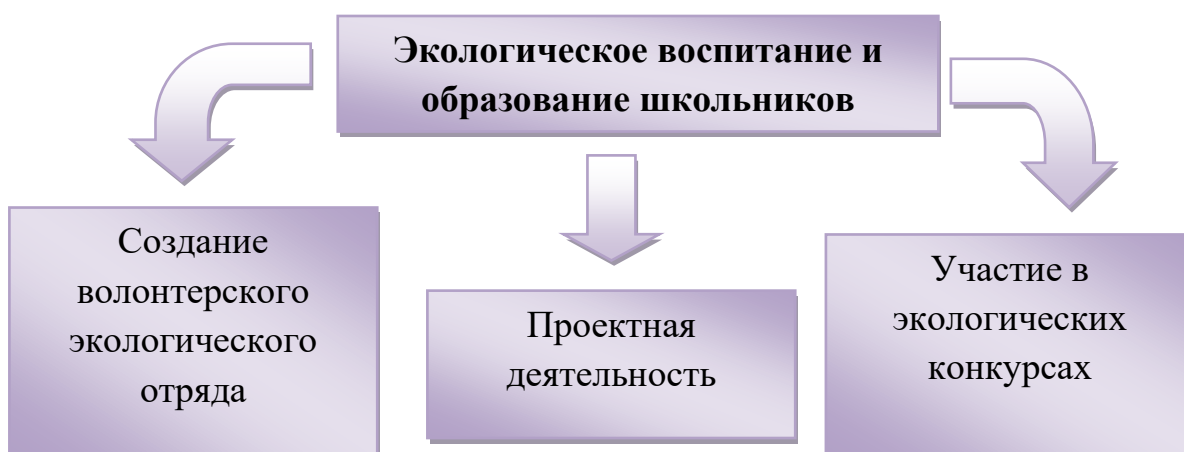 Экологическое воспитание и
образование школьников
Создание
волонтерского
экологического
отряда
Проектная
деятельность
Участие в
экологических
конкурсах